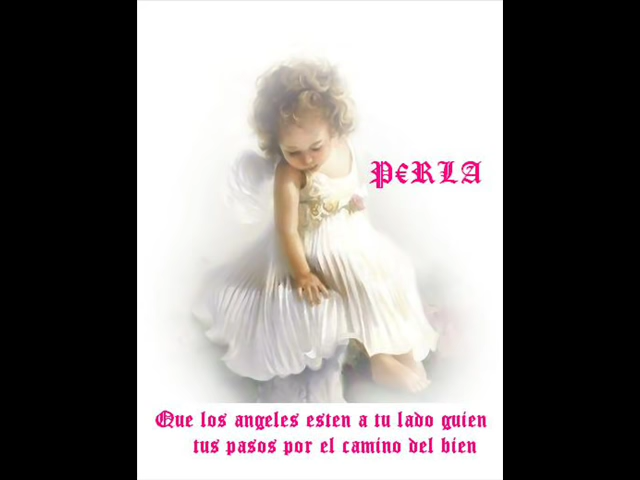 P€RLA
Que los angeles esten a tu lado guien
tus pasos por el camino del bien